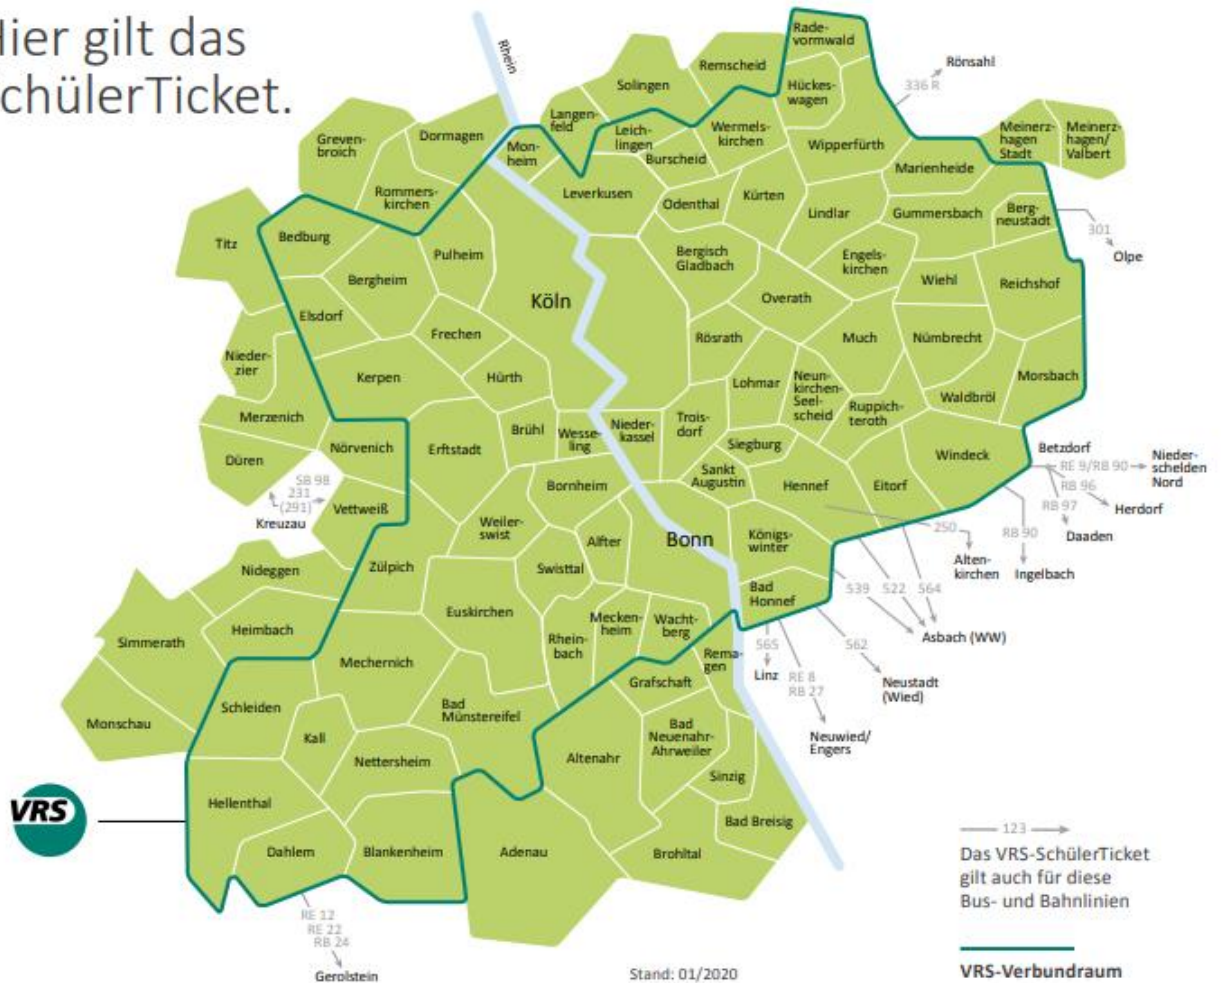 Hier gilt das
chülerTicket.
Rhein
Rade-
vormwald
Remscheid
Solingen
Hückes-
wagen
Rönsahl
336 R
Langen-
feld
Leich-
lingen
Wermels-
kirchen
Wipperfürth
Meinerz-
hagen
Stadt
Meinerz-
hagen/
Valbert
Greven-
broich
Dormagen
Mon-
heim
Burscheid
Marienheide
Rommers-
kirchen
Leverkusen
Odenthal
Kürten
Lindlar
Gummersbach
Berg-
neustadt
301
Olpe
Titz
Bedburg
Pulheim
Bergheim
Bergisch
Gladbach
Engels-
kirchen
Wiehl
Reichshof
Köln
Overath
Elsdorf
Frechen
Rösrath
Much
Nümbrecht
Nieder-
zier
Kerpen
Hürth
Lohmar
Neun-
kirchen-
Seel-
scheid
Morsbach
Waldbröl
Ruppich-
teroth
Merzenich
Nörvenich
Erftstadt
Brühl
Wesse-
ling
Nieder-
kassel
Trois-
dorf
Siegburg
Windeck
Betzdorf
RE 9/RB 90
Nieder-
schelden
Nord
Düren
SB 98
231
(291)
Kreuzau
Vettweiß
Bornheim
Sankt
Augustin
Hennef
Eitorf
RB 96
Herdorf
RB 97
Daaden
Weiler-
swist
Alfter
Bonn
Königs-
winter
250
Alten-
kirchen
RB 90
Ingelbach
Nideggen
Zülpich
Swisttal
Bad
Honnef
539
522
564
Asbach (WW)
Simmerath
Heimbach
Euskirchen
Rhein-
bach
Mecken-
heim
Wacht-
berg
565
Linz
562
Neustadt
(Wied)
Mechernich
Rema-
gen
RE 8
RB 27
Neuwied/
Engers
Grafschaft
Monschau
Schleiden
Kall
Bad
Münstereifel
Nettersheim
Altenahr
Bad
Neuenahr-
Ahrweiler
Sinzig
VRS
Hellenthal
Bad Breisig
Dahlem
Blankenheim
Adenau
Brohltal
RE 12
RE 22
RB 24
Gerolstein
Stand: 01/2020
123
Das VRS-SchülerTicket
gilt auch für diese
Bus- und Bahnlinien
VRS-Verbundraum